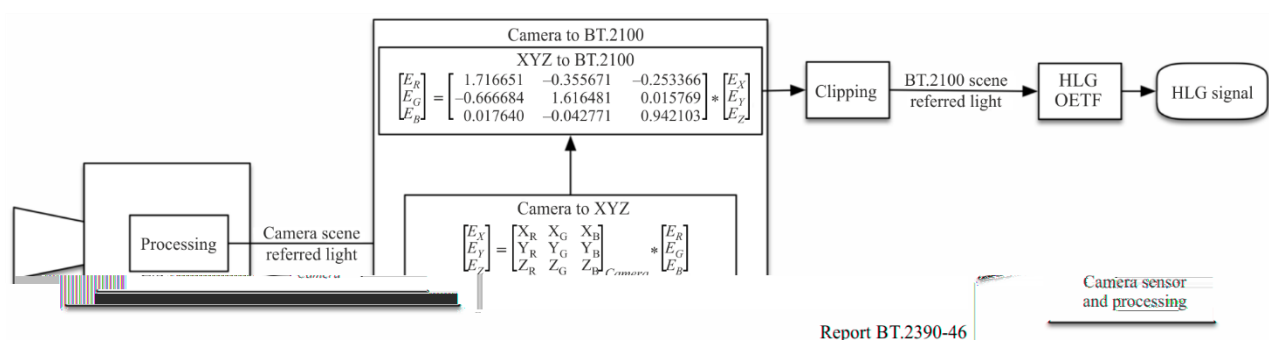 Camera to BT.2100
XYZ to BT.2100
[E_R] = [1.716651 –0.355671 –0.253366] * [E_X]
[E_G] = [–0.666684 1.616481 0.015769] * [E_Y]
[E_B] = [0.017640 –0.042771 0.942103] * [E_Z]
Clipping
BT.2100 scene
referred light
HLG
OETF
HLG signal
Camera to XYZ
[E_X] = [X_R X_G X_B] * [E_R]
[E_Y] = [Y_R Y_G Y_B] * [E_G]
[E_Z] = [Z_R Z_G Z_B] Camera * [E_B]
Processing
Camera scene
referred light
Camera sensor
and processing
Report BT.2390-46